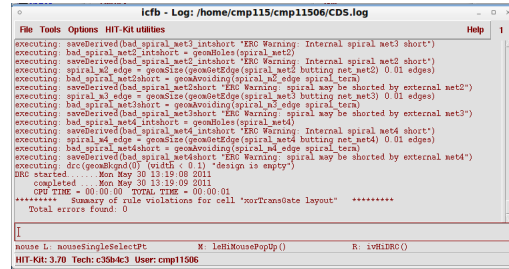 icfb - Log: /home/cmp115/cmp11506/CDS.log
File Tools Options HIT-Kit utilities Help 1
executing: saveDerived(bad_spiral_met3_intshort "ERC Warning: Internal spiral met3 short")
executing: bad_spiral_met2_intshort = geomHoles(spiral_met2)
executing: saveDerived(bad_spiral_met2_intshort "ERC Warning: Internal spiral met2 short")
executing: spiral_m2_edge = geomSize(geomGetEdge(spiral_met2 butting net_met2) 0.01 edges)
executing: bad_spiral_met2short = geomAvoiding(spiral_m2_edge spiral_term)
executing: saveDerived(bad_spiral_met2short "ERC Warning: spiral may be shorted by external met2")
executing: spiral_m3_edge = geomSize(geomGetEdge(spiral_met3 butting net_met3) 0.01 edges)
executing: bad_spiral_met3short = geomAvoiding(spiral_m3_edge spiral_term)
executing: saveDerived(bad_spiral_met3short "ERC Warning: spiral may be shorted by external met3")
executing: bad_spiral_met4_intshort = geomHoles(spiral_met4)
executing: saveDerived(bad_spiral_met4_intshort "ERC Warning: Internal spiral met4 short")
executing: spiral_m4_edge = geomSize(geomGetEdge(spiral_met4 butting net_met4) 0.01 edges)
executing: bad_spiral_met4short = geomAvoiding(spiral_m4_edge spiral_term)
executing: saveDerived(bad_spiral_met4short "ERC Warning: spiral may be shorted by external met4")
executing: drc(geomBkgnd(0) (width < 0.1) "design is empty")
DRC started.......Mon May 30 13:19:08 2011
completed ....Mon May 30 13:19:09 2011
CPU TIME = 00:00:00 TOTAL TIME = 00:00:01
********* Summary of rule violations for cell "xorTransGate layout" *********
Total errors found: 0
mouse L: mouseSingleSelectPt M: leHiMousePopUp() R: ivHiDRC()
HIT-Kit: 3.70 Tech: c35b4c3 User: cmp11506